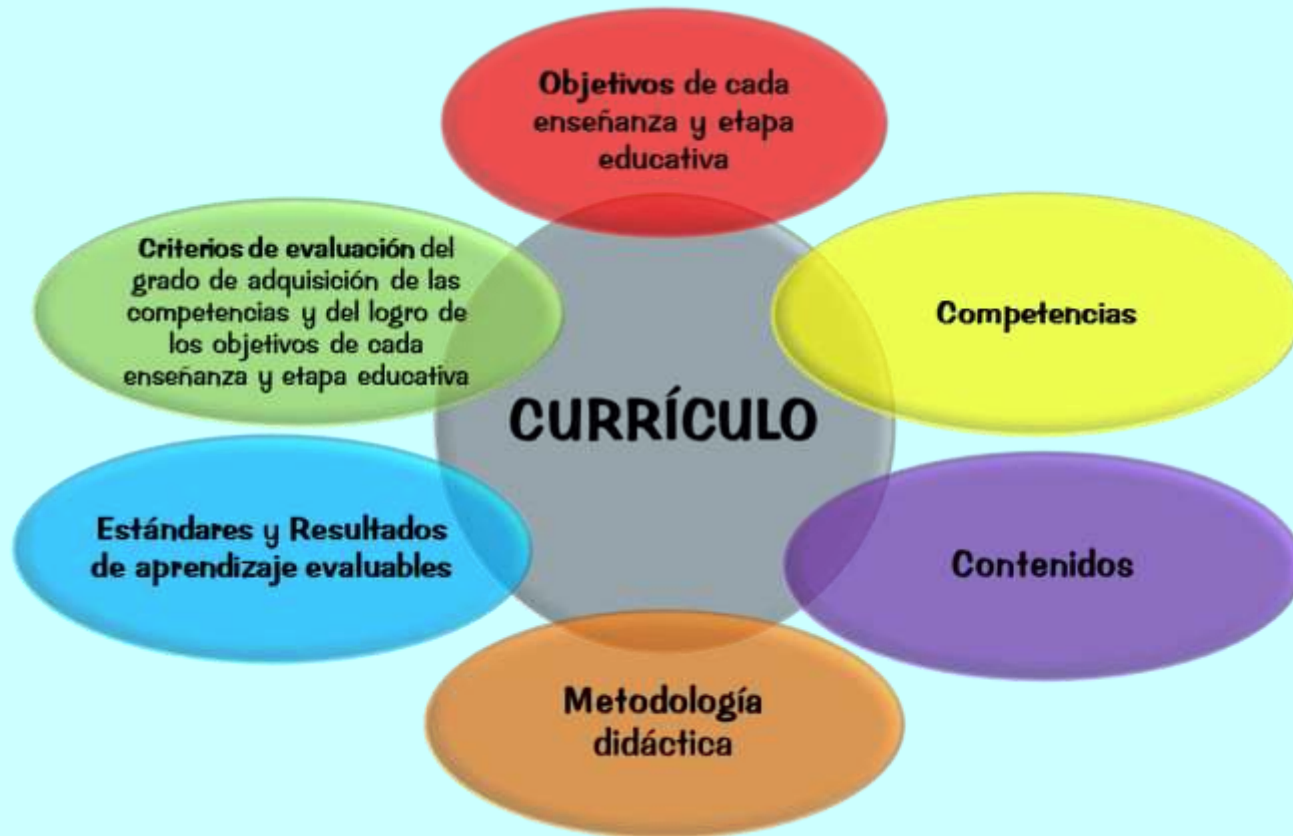 Objetivos de cada
enseñanza y etapa
educativa
Criterios de evaluación del
grado de adquisición de las
competencias y del logro de
los objetivos de cada
enseñanza y etapa educativa
Competencias
CURRÍCULO
Estándares y Resultados
de aprendizaje evaluables
Contenidos
Metodología
didáctica